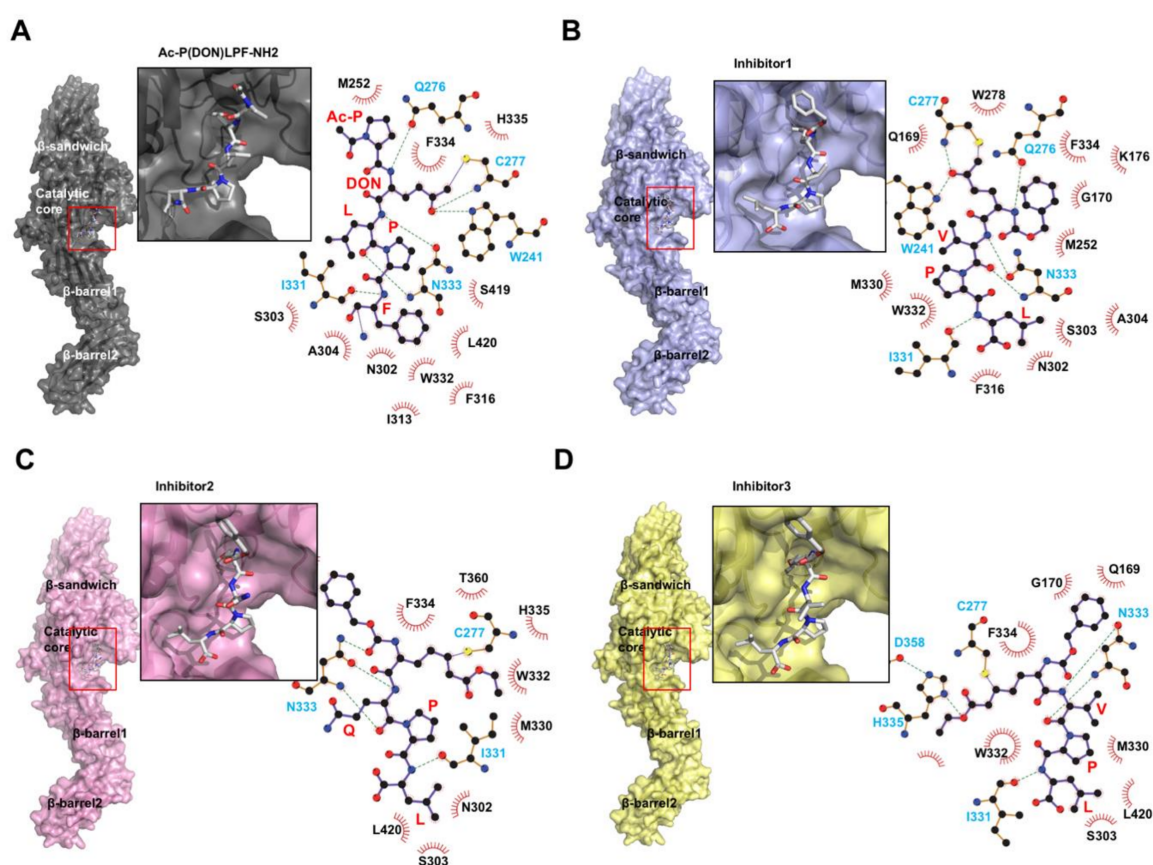 A
Ac-P(DON)LPF-NH2
β-sandwich
Catalytic
core
β-barrel1
β-barrel2
M252
Q276
Ac-P
H335
F334
C277
DON
L
P
W241
I331
N333
S419
F
S303
A304
L420
N302
W332
F316
I313
B
Inhibitor1
β-sandwich
Catalytic
core
β-barrel1
β-barrel2
C277
W278
Q169
Q276
F334
K176
G170
V
W241
M252
P
N333
M330
W332
L
S303
A304
I331
N302
F316
C
Inhibitor2
β-sandwich
Catalytic
core
β-barrel1
β-barrel2
T360
F334
H335
C277
W332
N333
P
Q
M330
I331
N302
L420
L
S303
D
Inhibitor3
β-sandwich
Catalytic
core
β-barrel1
β-barrel2
Q169
G170
N333
C277
F334
D358
V
H335
W332
M330
P
I331
L
L420
S303